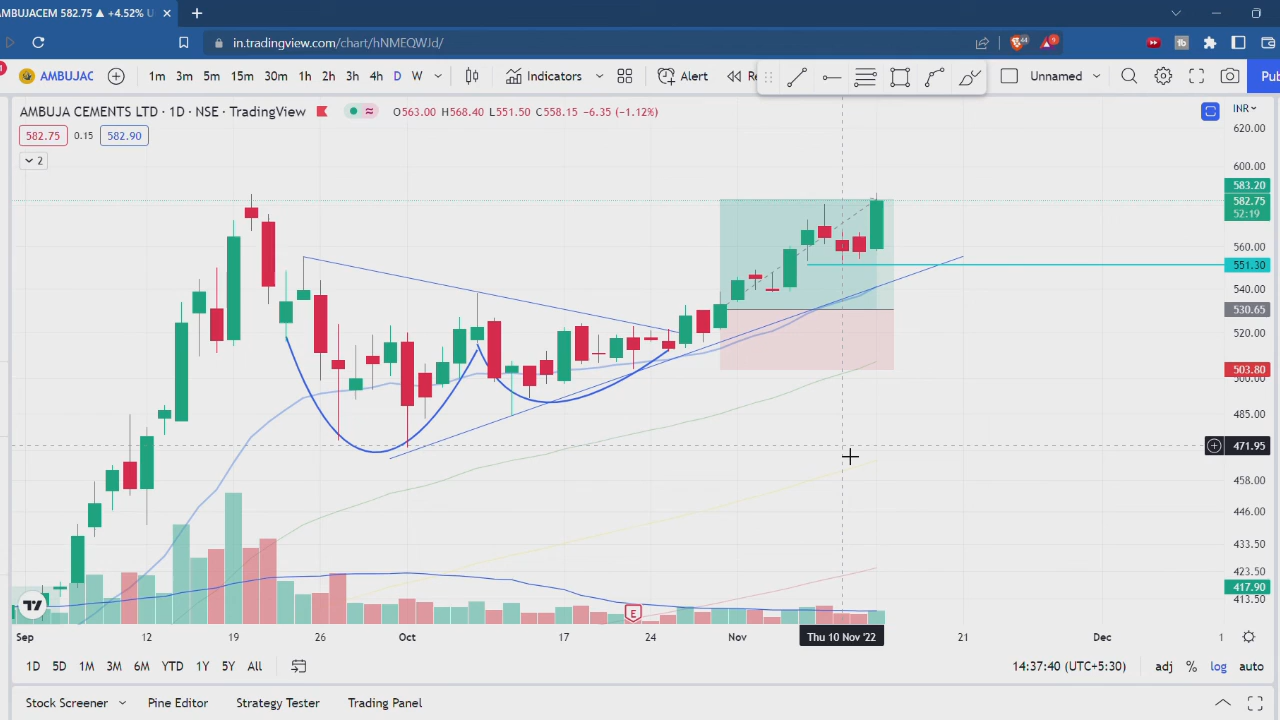 AMBUJACEM 582.75 ▲ +4.52% U
in.tradingview.com/chart/hNMEQWJd/
44
9
AMBUJAC
1m 3m 5m 15m 30m 1h 2h 3h 4h D W
Indicators
Alert
Re
Unnamed
Pub
AMBUJA CEMENTS LTD · 1D · NSE · TradingView
O563.00 H568.40 L551.50 C558.15 −6.35 (−1.12%)
INR
582.75 0.15 582.90
2
620.00
600.00
583.20
582.75
52:19
560.00
551.30
540.00
530.65
520.00
503.80
500.00
485.00
471.95
458.00
446.00
433.50
423.50
417.90
413.50
E
Sep 12 19 26 Oct 17 24 Nov Thu 10 Nov '22 21 Dec 1
1D 5D 1M 3M 6M YTD 1Y 5Y All
14:37:40 (UTC+5:30) adj % log auto
Stock Screener Pine Editor Strategy Tester Trading Panel